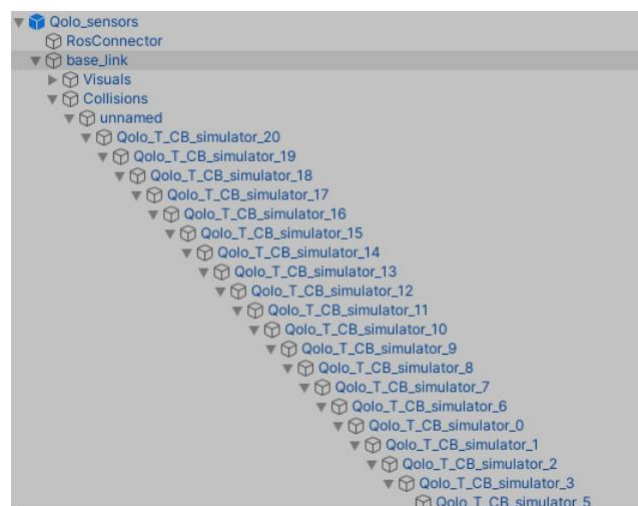 Qolo_sensors
RosConnector
base_link
Visuals
Collisions
unnamed
Qolo_T_CB_simulator_20
Qolo_T_CB_simulator_19
Qolo_T_CB_simulator_18
Qolo_T_CB_simulator_17
Qolo_T_CB_simulator_16
Qolo_T_CB_simulator_15
Qolo_T_CB_simulator_14
Qolo_T_CB_simulator_13
Qolo_T_CB_simulator_12
Qolo_T_CB_simulator_11
Qolo_T_CB_simulator_10
Qolo_T_CB_simulator_9
Qolo_T_CB_simulator_8
Qolo_T_CB_simulator_7
Qolo_T_CB_simulator_6
Qolo_T_CB_simulator_0
Qolo_T_CB_simulator_1
Qolo_T_CB_simulator_2
Qolo_T_CB_simulator_3
Qolo_T_CB_simulator_5